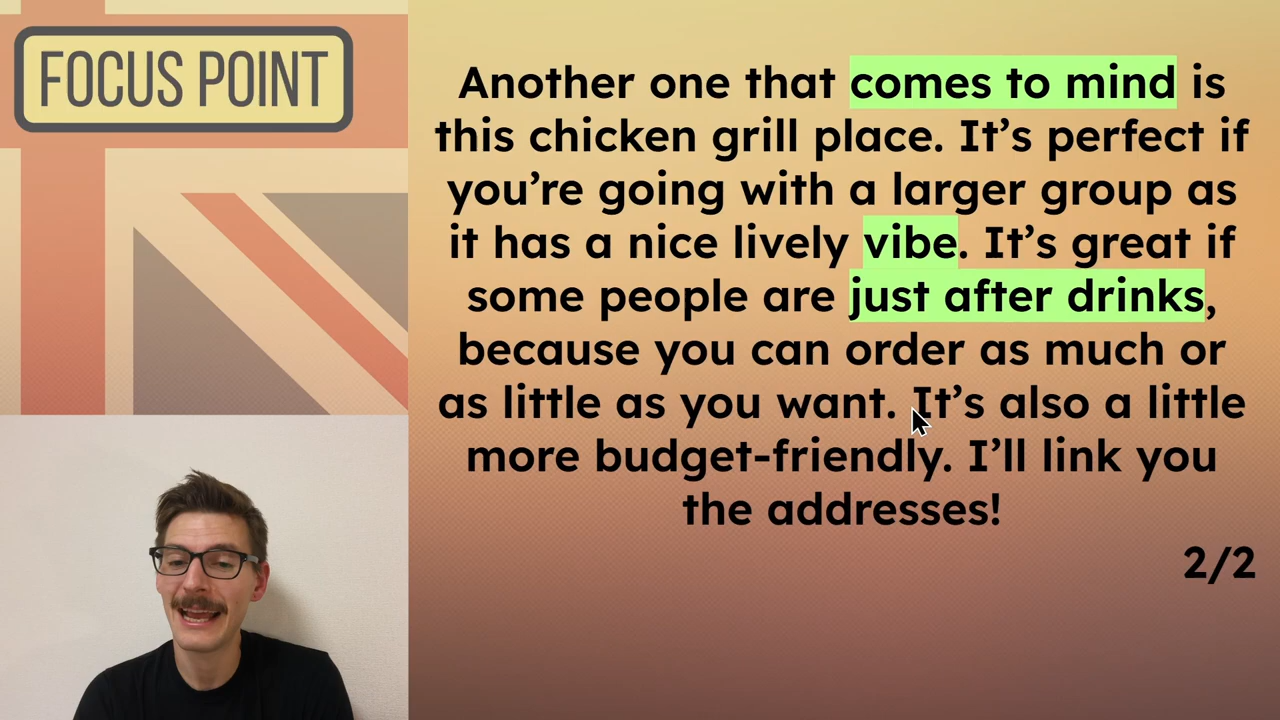 FOCUS POINT
Another one that comes to mind is
this chicken grill place. It’s perfect if
you’re going with a larger group as
it has a nice lively vibe. It’s great if
some people are just after drinks,
because you can order as much or
as little as you want. It’s also a little
more budget-friendly. I’ll link you
the addresses!
2/2